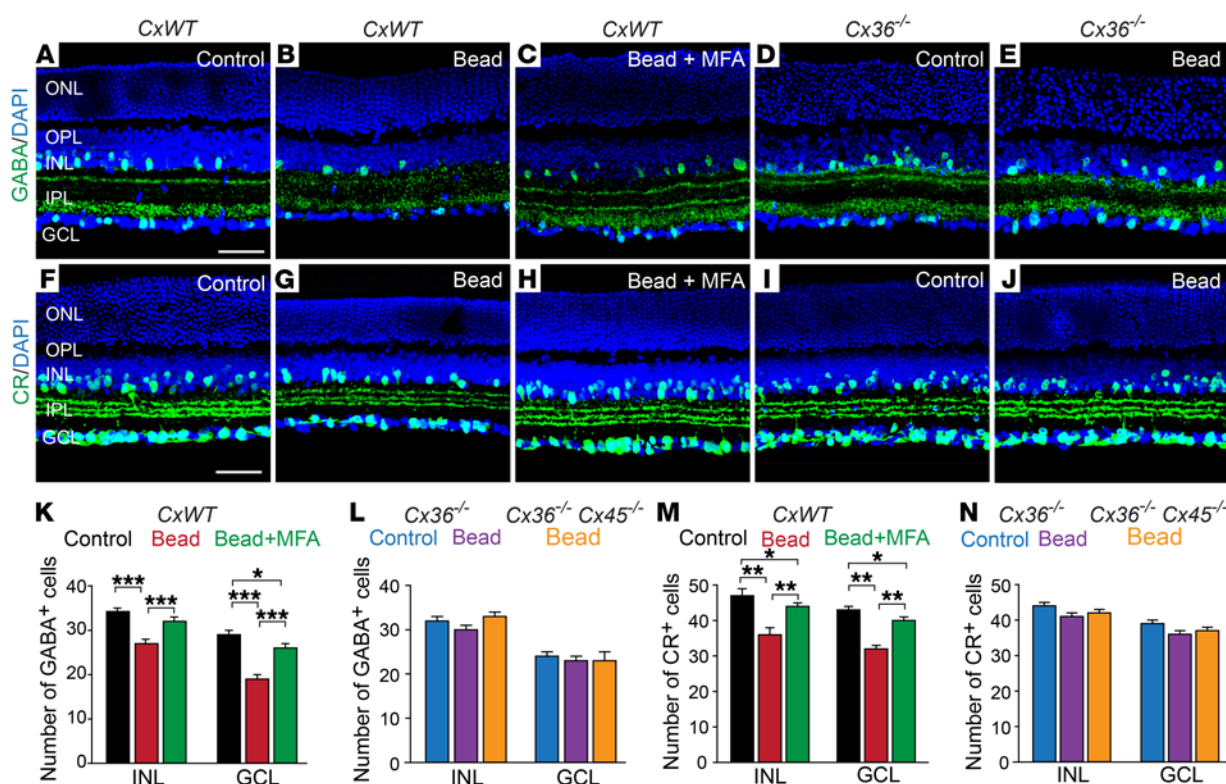 CxWT CxWT CxWT Cx36-/- Cx36-/-
A Control B Bead C Bead + MFA D Control E Bead
GABA/DAPI
ONL
OPL
INL
IPL
GCL
F Control G Bead H Bead + MFA I Control J Bead
CR/DAPI
ONL
OPL
INL
IPL
GCL
K CxWT
Control Bead Bead+MFA
Number of GABA+ cells
40
30
20
10
0
*** *** * *** ***
INL GCL
L Cx36-/- Cx36-/- Cx45-/-
Control Bead Bead
Number of GABA+ cells
40
30
20
10
0
INL GCL
M CxWT
Control Bead Bead+MFA
Number of CR+ cells
50
40
30
20
10
0
* ** ** * ** **
INL GCL
N Cx36-/- Cx36-/- Cx45-/-
Control Bead Bead
Number of CR+ cells
50
40
30
20
10
0
INL GCL